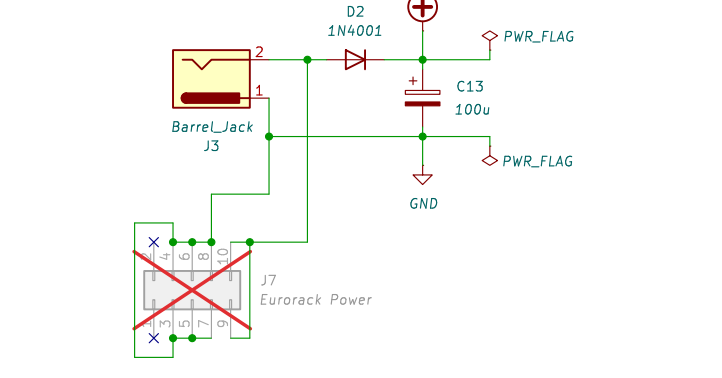 D2
1N4001
PWR_FLAG
2
1
+
C13
100u
Barrel_Jack
J3
PWR_FLAG
GND
2
4
6
8
10
J7
Eurorack Power
1
3
5
7
9